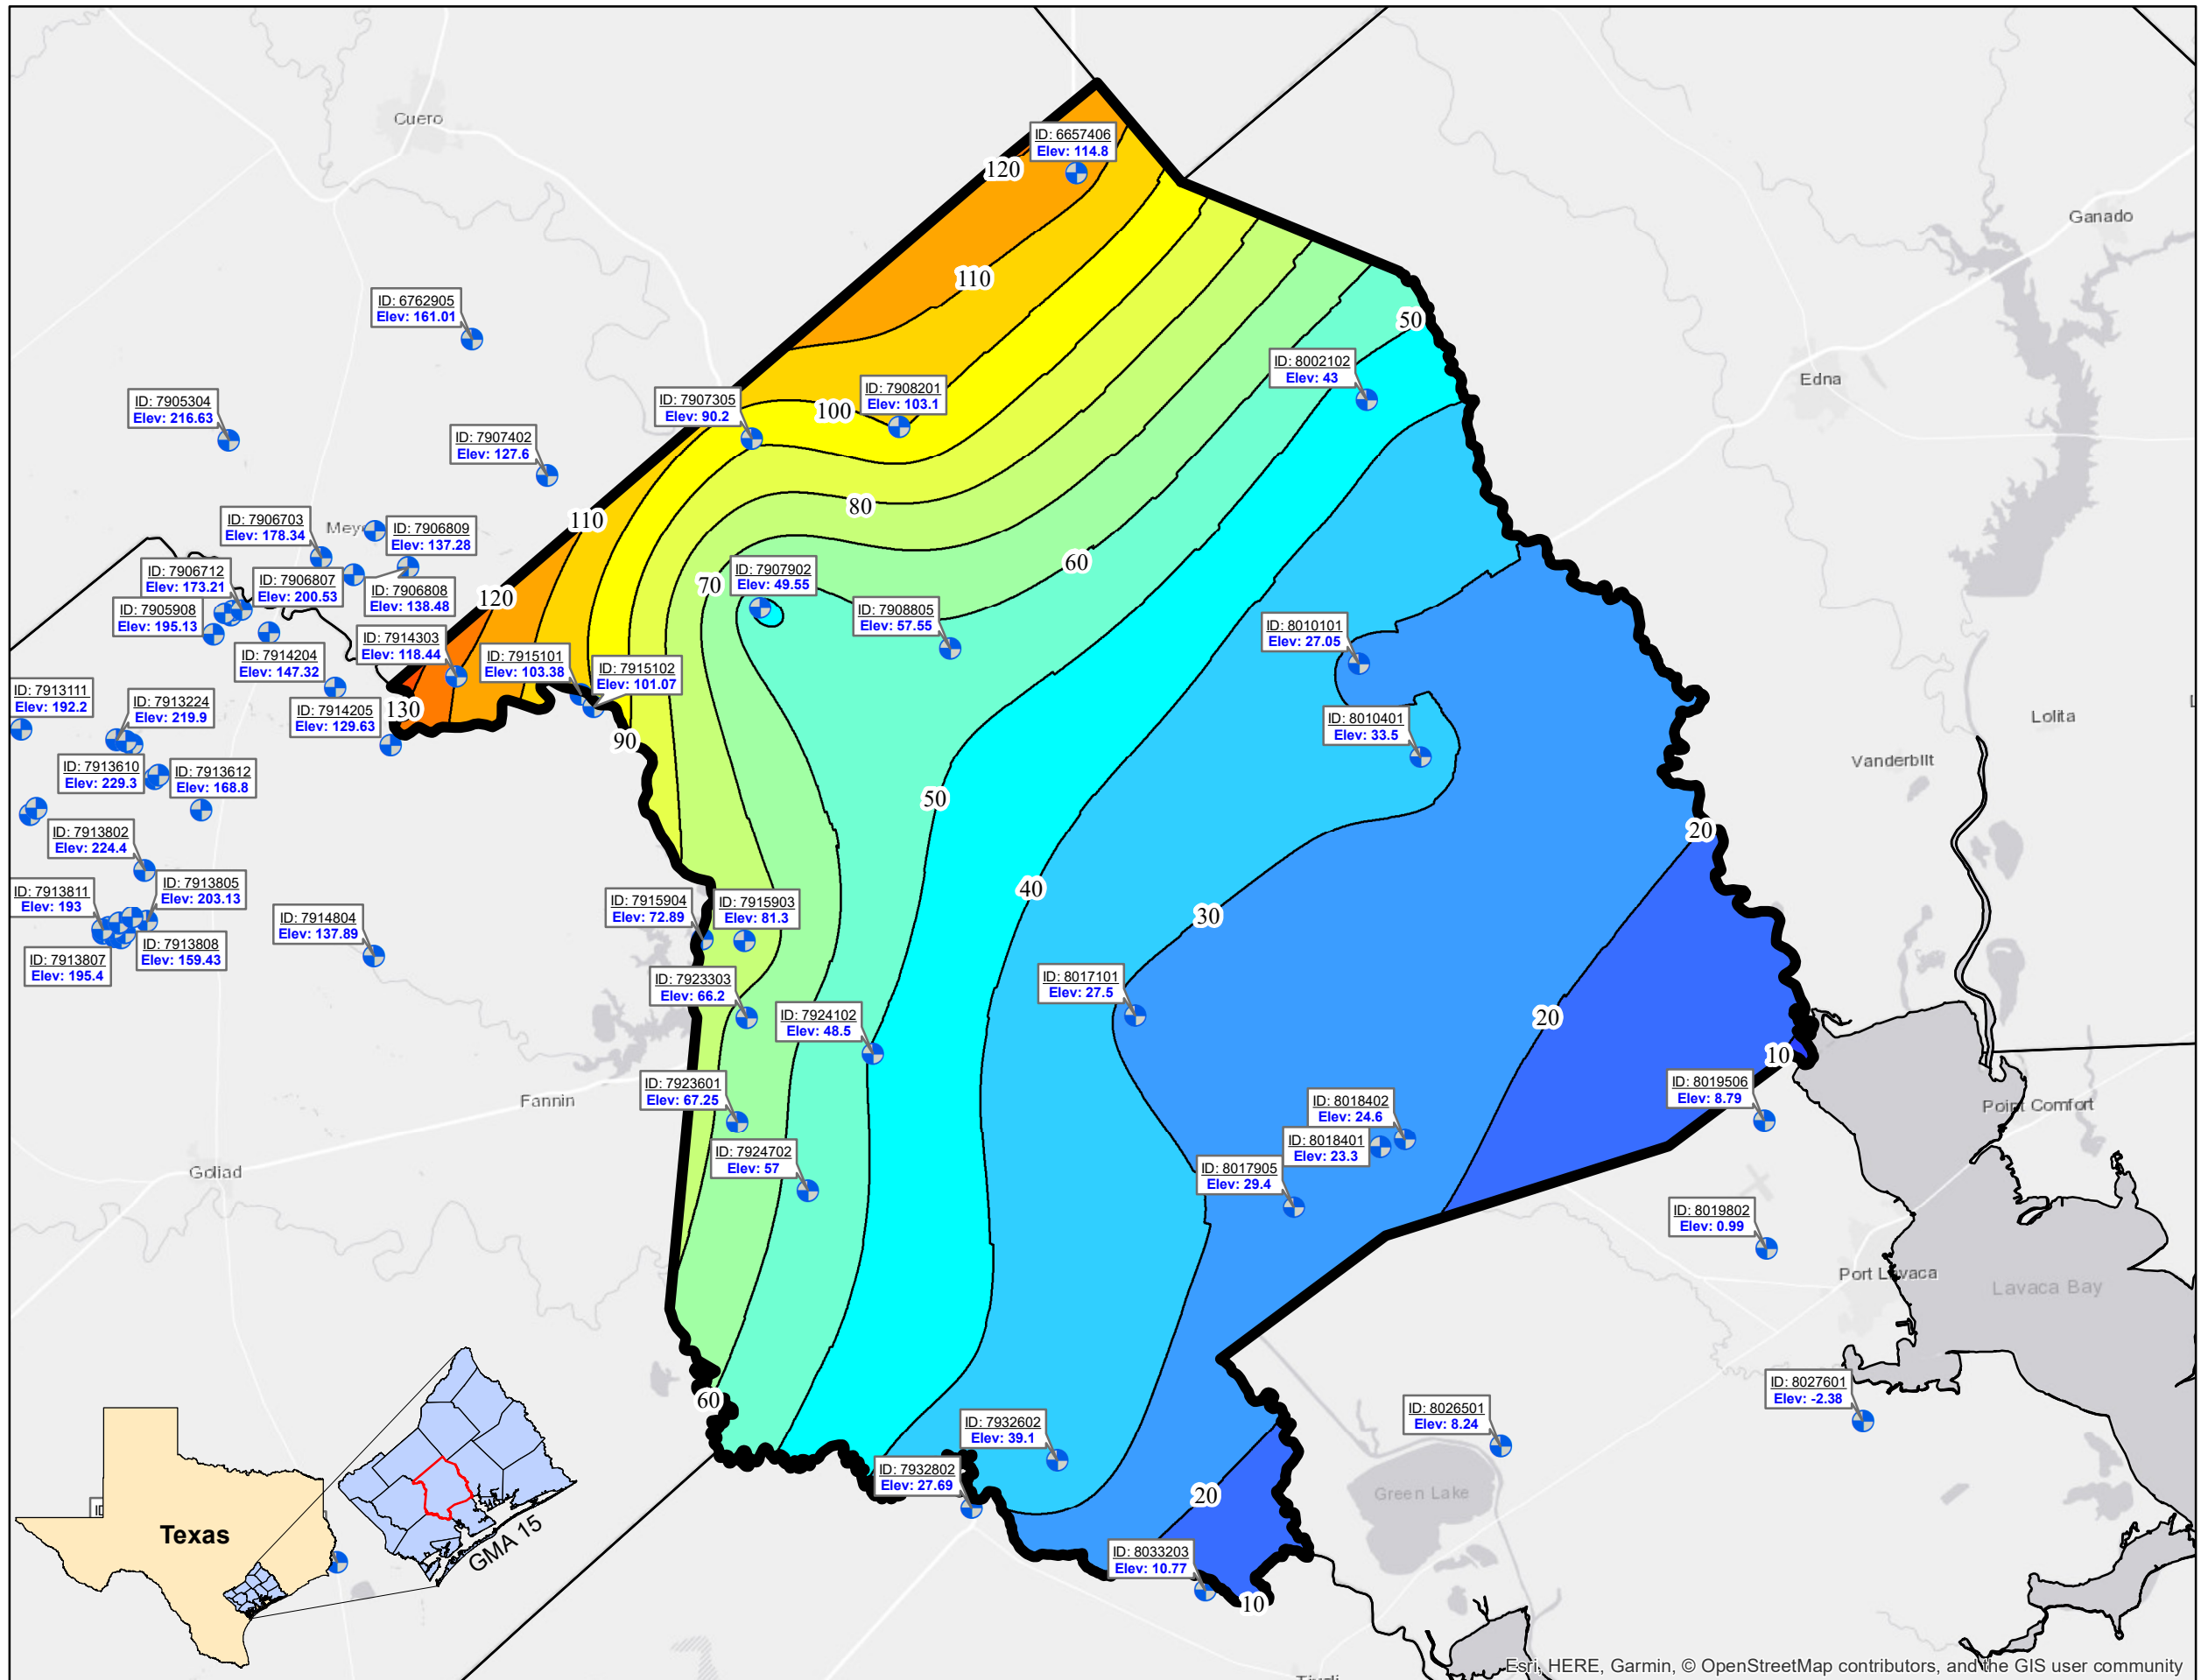 Cuero
ID: 6657406
Elev: 114.8
120
Ganado
110
ID: 6762905
Elev: 161.01
50
ID: 8002102
Elev: 43
Edna
ID: 7905304
Elev: 216.63
ID: 7907305
Elev: 90.2
100
ID: 7908201
Elev: 103.1
ID: 7907402
Elev: 127.6
80
110
ID: 7906703
Elev: 178.34
Mey
ID: 7906809
Elev: 137.28
60
ID: 7906712
Elev: 173.21
ID: 7906807
Elev: 200.53
ID: 7906808
Elev: 138.48
120
70
ID: 7907902
Elev: 49.55
ID: 7905908
Elev: 195.13
ID: 7908805
Elev: 57.55
ID: 8010101
Elev: 27.05
ID: 7914303
Elev: 118.44
ID: 7914204
Elev: 147.32
ID: 7915101
Elev: 103.38
ID: 7915102
Elev: 101.07
ID: 7913111
Elev: 192.2
ID: 7913224
Elev: 219.9
ID: 7914205
Elev: 129.63
130
90
ID: 8010401
Elev: 33.5
Lolita
Vanderbilt
ID: 7913610
Elev: 229.3
ID: 7913612
Elev: 168.8
50
20
ID: 7913802
Elev: 224.4
ID: 7913811
Elev: 193
ID: 7913805
Elev: 203.13
40
30
ID: 7914804
Elev: 137.89
ID: 7915904
Elev: 72.89
ID: 7915903
Elev: 81.3
ID: 7913807
Elev: 195.4
ID: 7913808
Elev: 159.43
ID: 7923303
Elev: 66.2
ID: 8017101
Elev: 27.5
ID: 7924102
Elev: 48.5
20
10
ID: 7923601
Elev: 67.25
Fannin
ID: 8018402
Elev: 24.6
ID: 8019506
Elev: 8.79
Point Comfort
ID: 8018401
Elev: 23.3
ID: 7924702
Elev: 57
Goliad
ID: 8017905
Elev: 29.4
ID: 8019802
Elev: 0.99
Port Lavaca
Lavaca Bay
60
ID: 8027601
Elev: -2.38
ID: 8026501
Elev: 8.24
ID: 7932602
Elev: 39.1
ID: 7932802
Elev: 27.69
20
Green Lake
Texas
GMA 15
ID: 8033203
Elev: 10.77
10
Esri, HERE, Garmin, © OpenStreetMap contributors, and the GIS user community